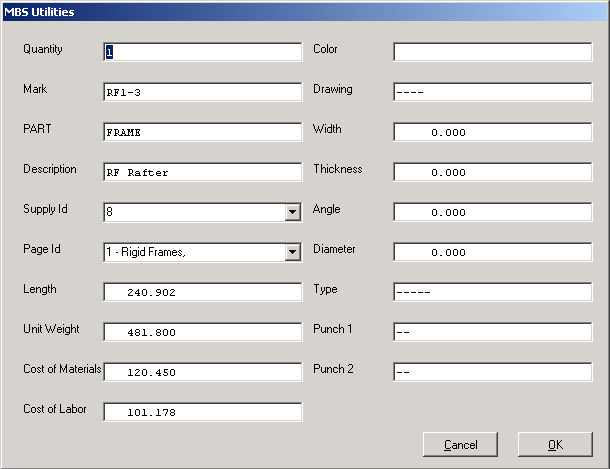 MBS Utilities
Quantity 1 Color
Mark RF1-3 Drawing ----
PART FRAME Width 0.000
Description RF Rafter Thickness 0.000
Supply Id 8 Angle 0.000
Page Id 1 - Rigid Frames, Diameter 0.000
Length 240.902 Type -----
Unit Weight 481.800 Punch 1 --
Cost of Materials 120.450 Punch 2 --
Cost of Labor 101.178
Cancel OK